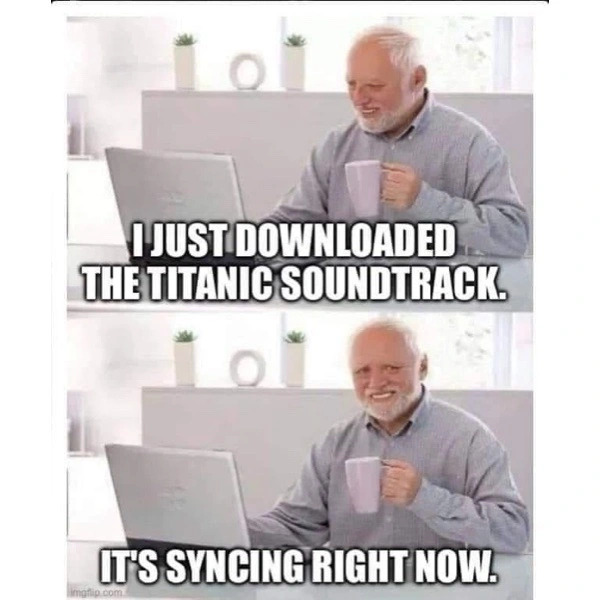 I JUST DOWNLOADED
THE TITANIC SOUNDTRACK.
IT'S SYNCING RIGHT NOW.
imgflip.com